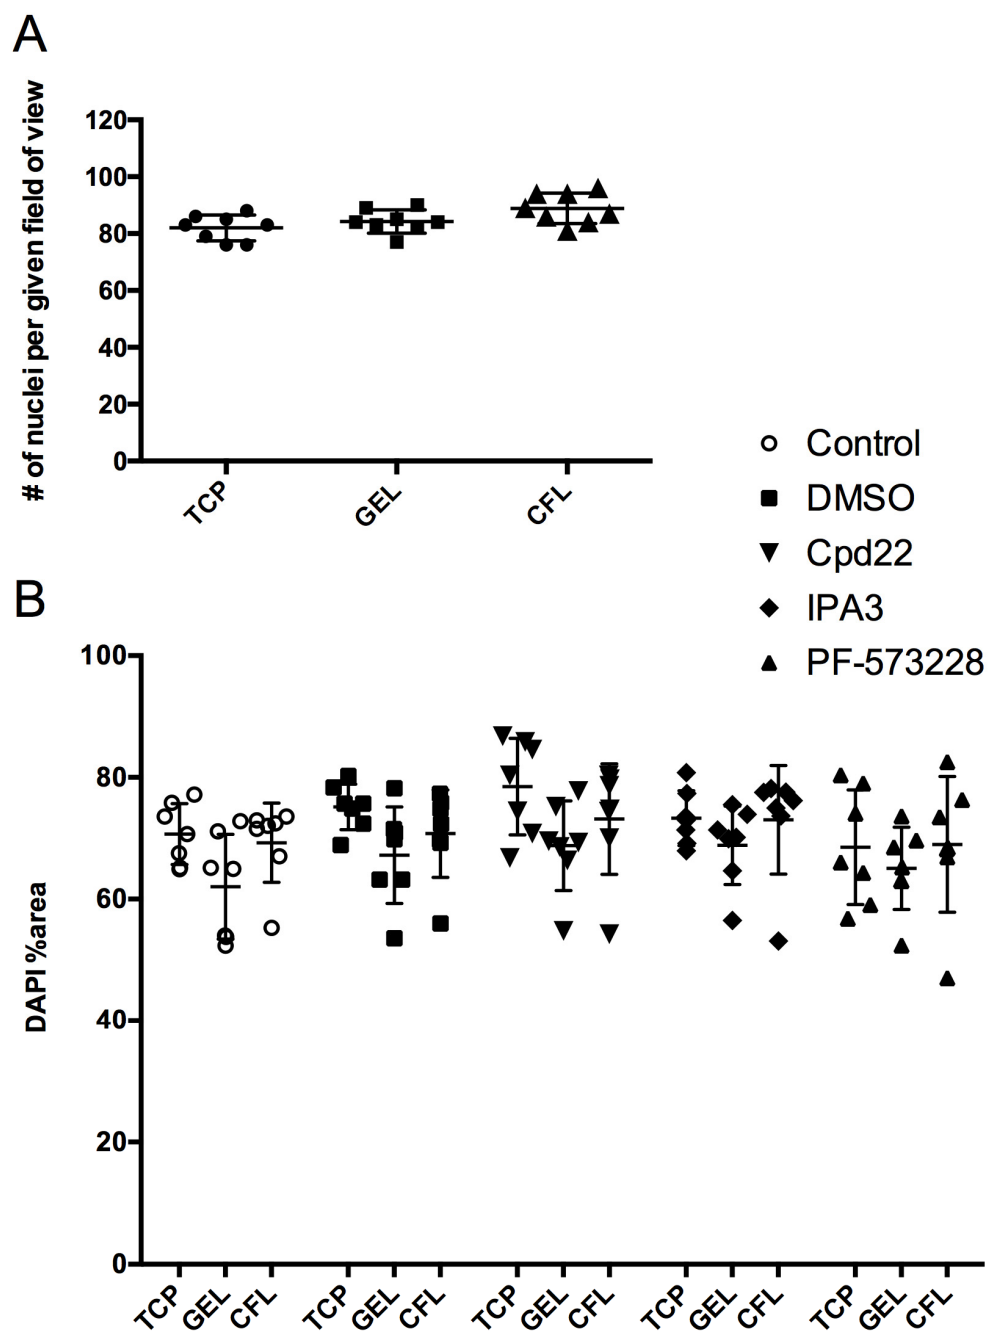 A
# of nuclei per given field of view
120
100
80
60
40
20
0
TCP
GEL
CFL
Control
DMSO
Cpd22
IPA3
PF-573228
B
DAPI %area
100
80
60
40
20
0
TCP
GEL
CFL
TCP
GEL
CFL
TCP
GEL
CFL
TCP
GEL
CFL
TCP
GEL
CFL